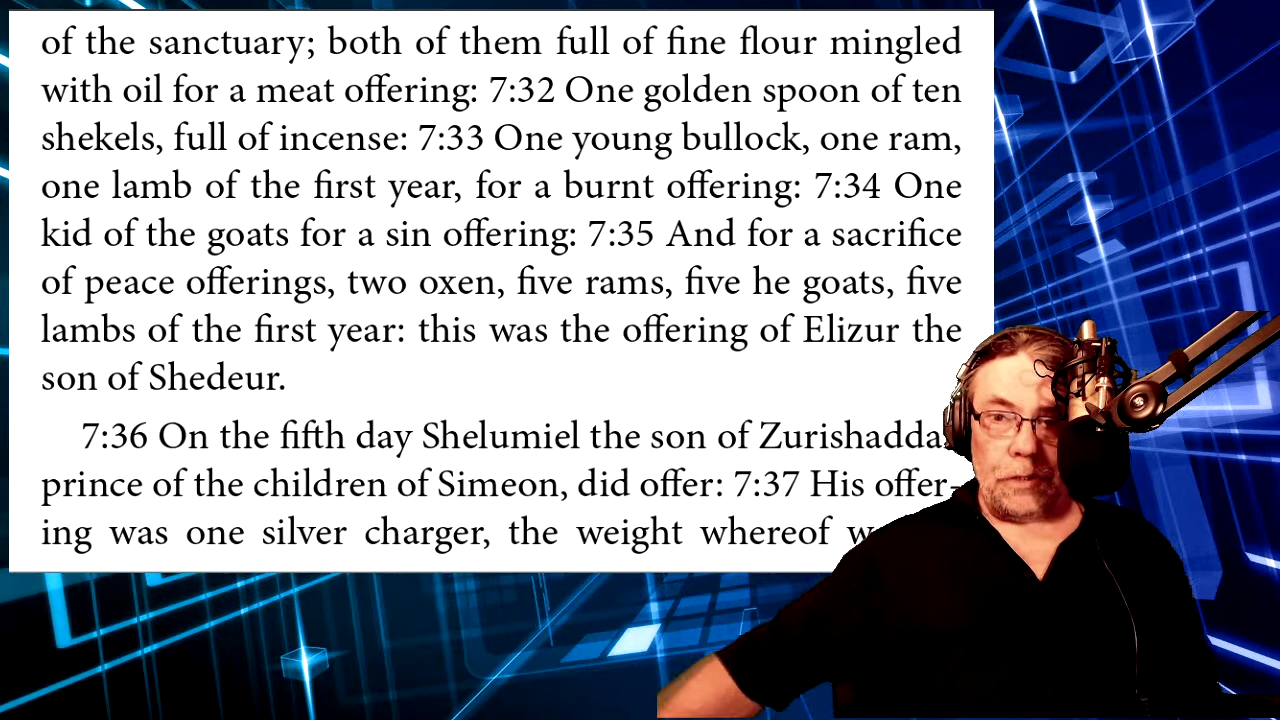 of the sanctuary; both of them full of fine flour mingled
with oil for a meat offering: 7:32 One golden spoon of ten
shekels, full of incense: 7:33 One young bullock, one ram,
one lamb of the first year, for a burnt offering: 7:34 One
kid of the goats for a sin offering: 7:35 And for a sacrifice
of peace offerings, two oxen, five rams, five he goats, five
lambs of the first year: this was the offering of Elizur the
son of Shedeur.
7:36 On the fifth day Shelumiel the son of
prince of the children of Simeon, did offer: 7:37 His offer-
ing was one silver charger, the weight whereof